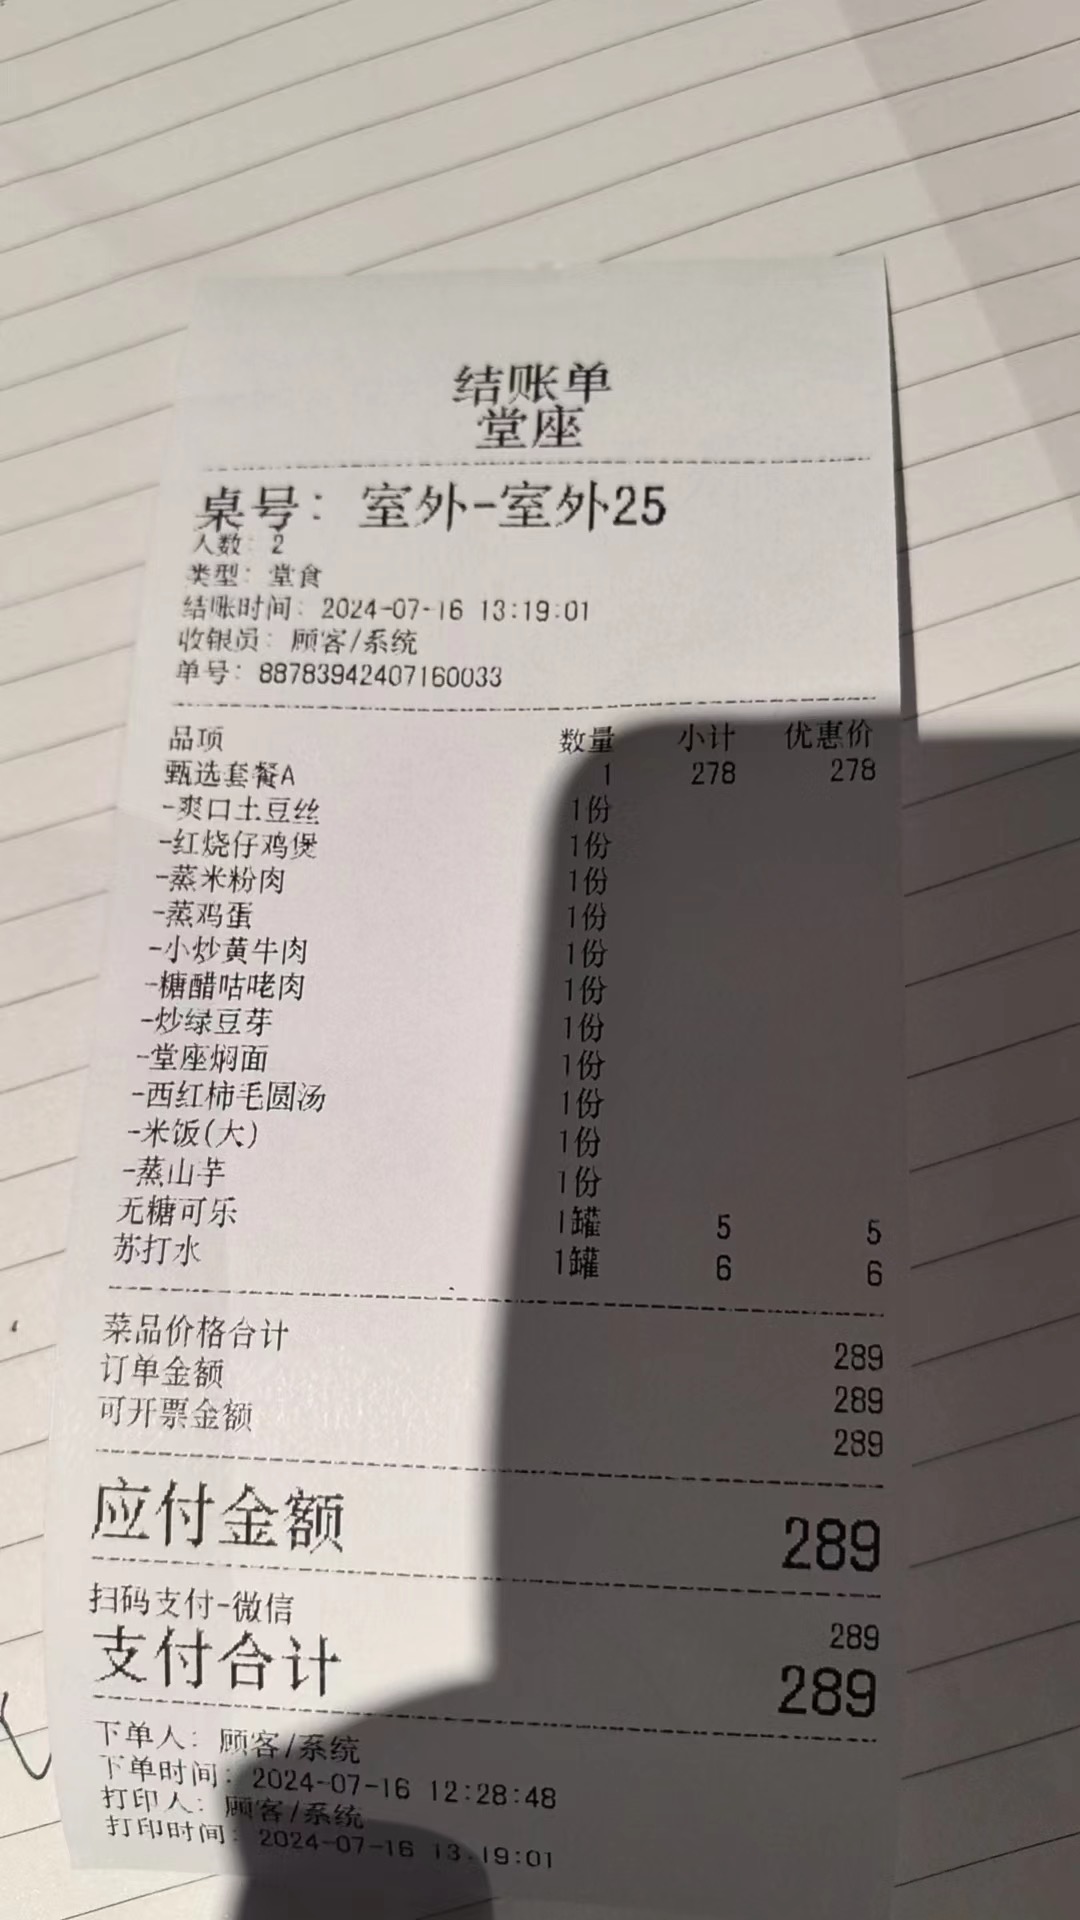 结账单
堂座
桌号：室外-室外25
人数：2
类型：堂食
结账时间：2024-07-16 13:19:01
收银员：顾客/系统
单号：88783942407160033
品项 数量 小计 优惠价
甄选套餐A 1 278 278
-爽口土豆丝 1份
-红烧仔鸡煲 1份
-蒸米粉肉 1份
-蒸鸡蛋 1份
-小炒黄牛肉 1份
-糖醋咕咾肉 1份
-炒绿豆芽 1份
-堂座焖面 1份
-西红柿毛圆汤 1份
-米饭(大) 1份
-蒸山芋 1份
无糖可乐 1罐 5 5
苏打水 1罐 6 6
菜品价格合计 289
订单金额 289
可开票金额 289
应付金额 289
扫码支付-微信 289
支付合计 289
下单人：顾客/系统
下单时间：2024-07-16 12:28:48
打印人：顾客/系统
打印时间：2024-07-16 13:19:01